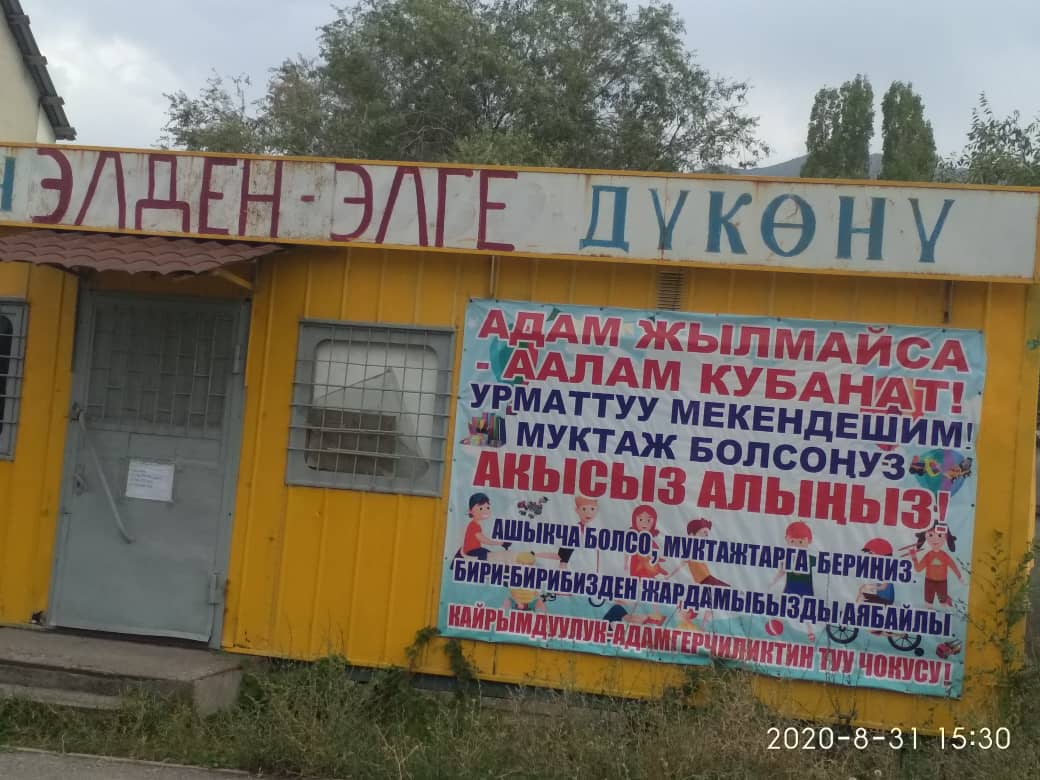 ЭЛДЕН-ЭЛГЕ ДҮКӨНҮ
АДАМ ЖЫЛМАЙСА
- ААЛАМ КУБАНАТ!
УРМАТТУУ МЕКЕНДЕШИМ!
МУКТАЖ БОЛСОҢУЗ
АКЫСЫЗ АЛЫҢЫЗ!
АШЫКЧА БОЛСО, МУКТАЖТАРГА БЕРИНИЗ.
БИРИ-БИРИБИЗДЕН ЖАРДАМЫБЫЗДЫ АЯБАЙЛЫ
КАЙРЫМДУУЛУК-АДАМГЕРЧИЛИКТИН ТУУ ЧОКУСУ!
2020-8-31 15:30